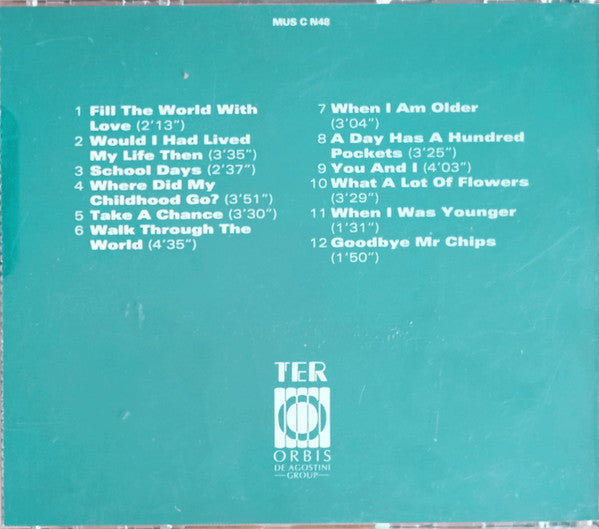 MUS C N48
1 Fill The World With
Love (2'13")
2 Would I Had Lived
My Life Then (3'35")
3 School Days (2'37")
4 Where Did My
Childhood Go? (3'51")
5 Take A Chance (3'30")
6 Walk Through The
World (4'35")
7 When I Am Older
(3'04")
8 A Day Has A Hundred
Pockets (3'25")
9 You And I (4'03")
10 What A Lot Of Flowers
(3'29")
11 When I Was Younger
(1'31")
12 Goodbye Mr Chips
(1'50")
TER
ORBIS
DE AGOSTINI
—GROUP—